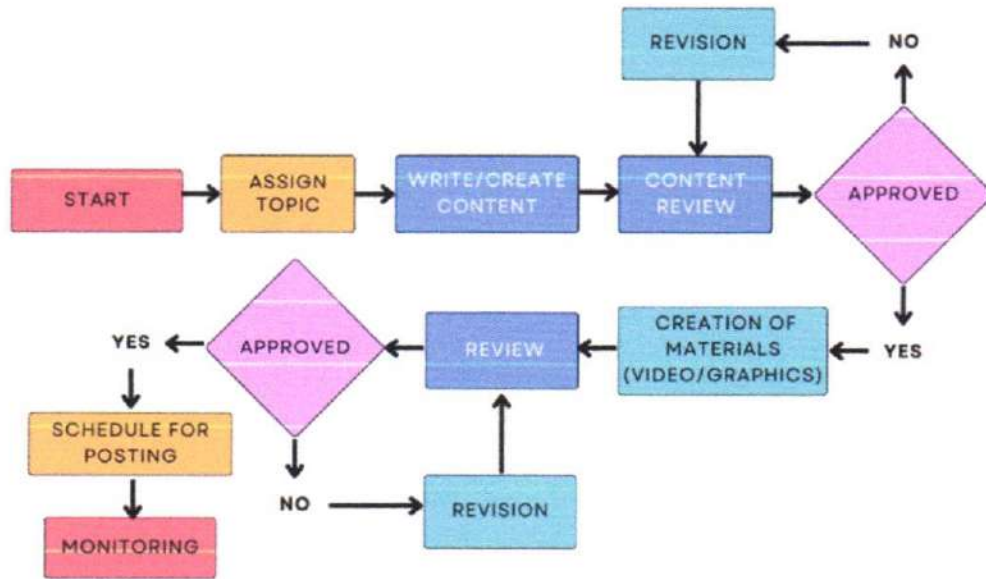 REVISION
NO
START
ASSIGN
TOPIC
WRITE/CREATE
CONTENT
CONTENT
REVIEW
APPROVED
YES
CREATION OF
MATERIALS
(VIDEO/GRAPHICS)
REVIEW
APPROVED
YES
SCHEDULE FOR
POSTING
NO
REVISION
MONITORING